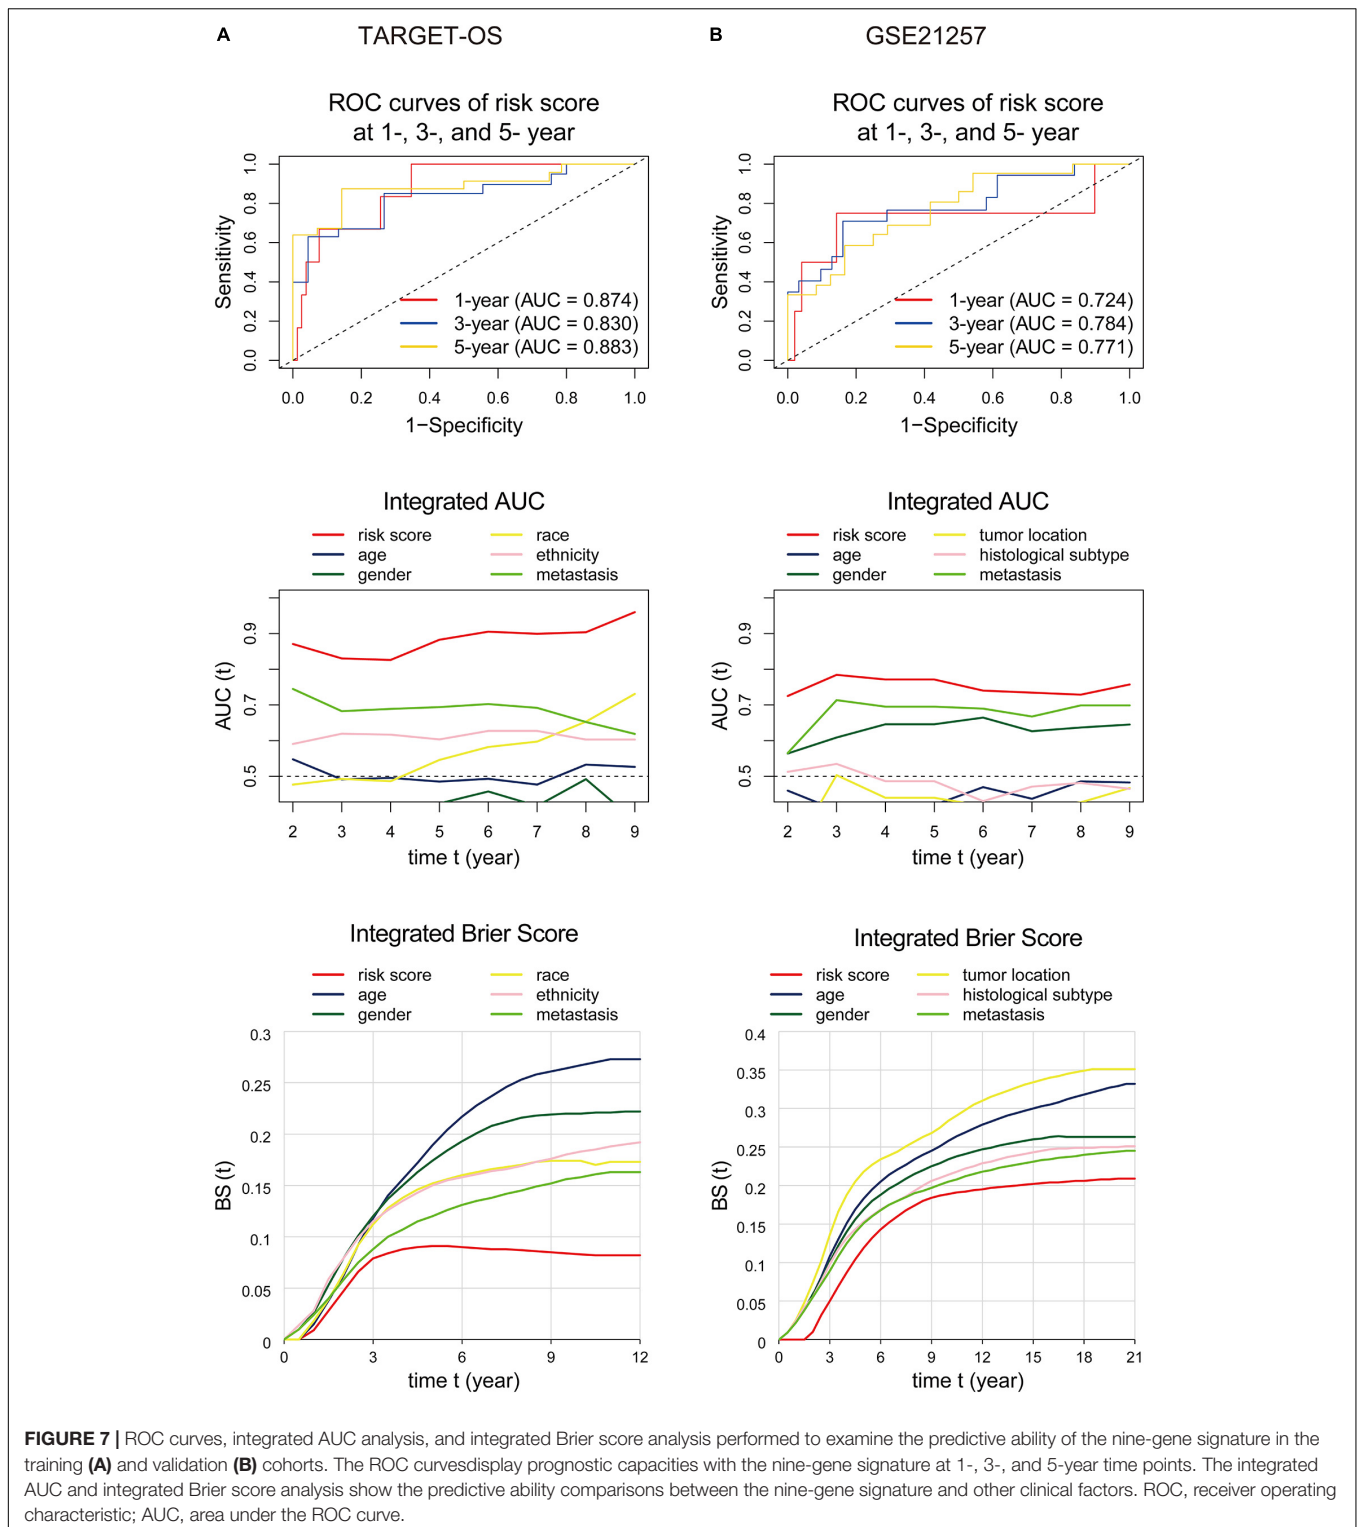 A TARGET-OS
ROC curves of risk score
at 1-, 3-, and 5- year
Sensitivity
1.0
0.8
0.6
0.4
0.2
0.0
1-year (AUC = 0.874)
3-year (AUC = 0.830)
5-year (AUC = 0.883)
0.0 0.2 0.4 0.6 0.8 1.0
1−Specificity
B GSE21257
ROC curves of risk score
at 1-, 3-, and 5- year
Sensitivity
1.0
0.8
0.6
0.4
0.2
0.0
1-year (AUC = 0.724)
3-year (AUC = 0.784)
5-year (AUC = 0.771)
0.0 0.2 0.4 0.6 0.8 1.0
1−Specificity
Integrated AUC
risk score race
age ethnicity
gender metastasis
AUC (t)
0.9
0.7
0.5
2 3 4 5 6 7 8 9
time t (year)
Integrated AUC
risk score tumor location
age histological subtype
gender metastasis
AUC (t)
0.9
0.7
0.5
2 3 4 5 6 7 8 9
time t (year)
Integrated Brier Score
risk score race
age ethnicity
gender metastasis
BS (t)
0.3
0.25
0.2
0.15
0.1
0.05
0
0 3 6 9 12
time t (year)
Integrated Brier Score
risk score tumor location
age histological subtype
gender metastasis
BS (t)
0.4
0.35
0.3
0.25
0.2
0.15
0.1
0.05
0
0 3 6 9 12 15 18 21
time t (year)
FIGURE 7 | ROC curves, integrated AUC analysis, and integrated Brier score analysis performed to examine the predictive ability of the nine-gene signature in the
training (A) and validation (B) cohorts. The ROC curvesdisplay prognostic capacities with the nine-gene signature at 1-, 3-, and 5-year time points. The integrated
AUC and integrated Brier score analysis show the predictive ability comparisons between the nine-gene signature and other clinical factors. ROC, receiver operating
characteristic; AUC, area under the ROC curve.